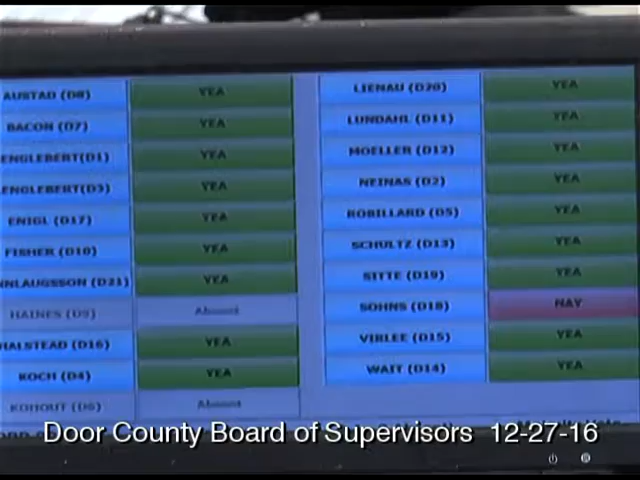 AUSTAD (D8) YEA
BACON (D7) YEA
ENGLEBERT(D1) YEA
ENGLEBERT(D3) YEA
ENIGL (D17) YEA
FISHER (D10) YEA
NNLAUGSSON (D21) YEA
HAINES (D9) Absent
HALSTEAD (D16) YEA
KOCH (D4) YEA
KOHOUT (D6) Absent
LIENAU (D20) YEA
LUNDAHL (D11) YEA
MOELLER (D12) YEA
NEINAS (D2) YEA
ROBILLARD (D5) YEA
SCHULTZ (D13) YEA
SITTE (D19) YEA
SOHNS (D18) NAY
VIRLEE (D15) YEA
WAIT (D14) YEA
Door County Board of Supervisors 12-27-16